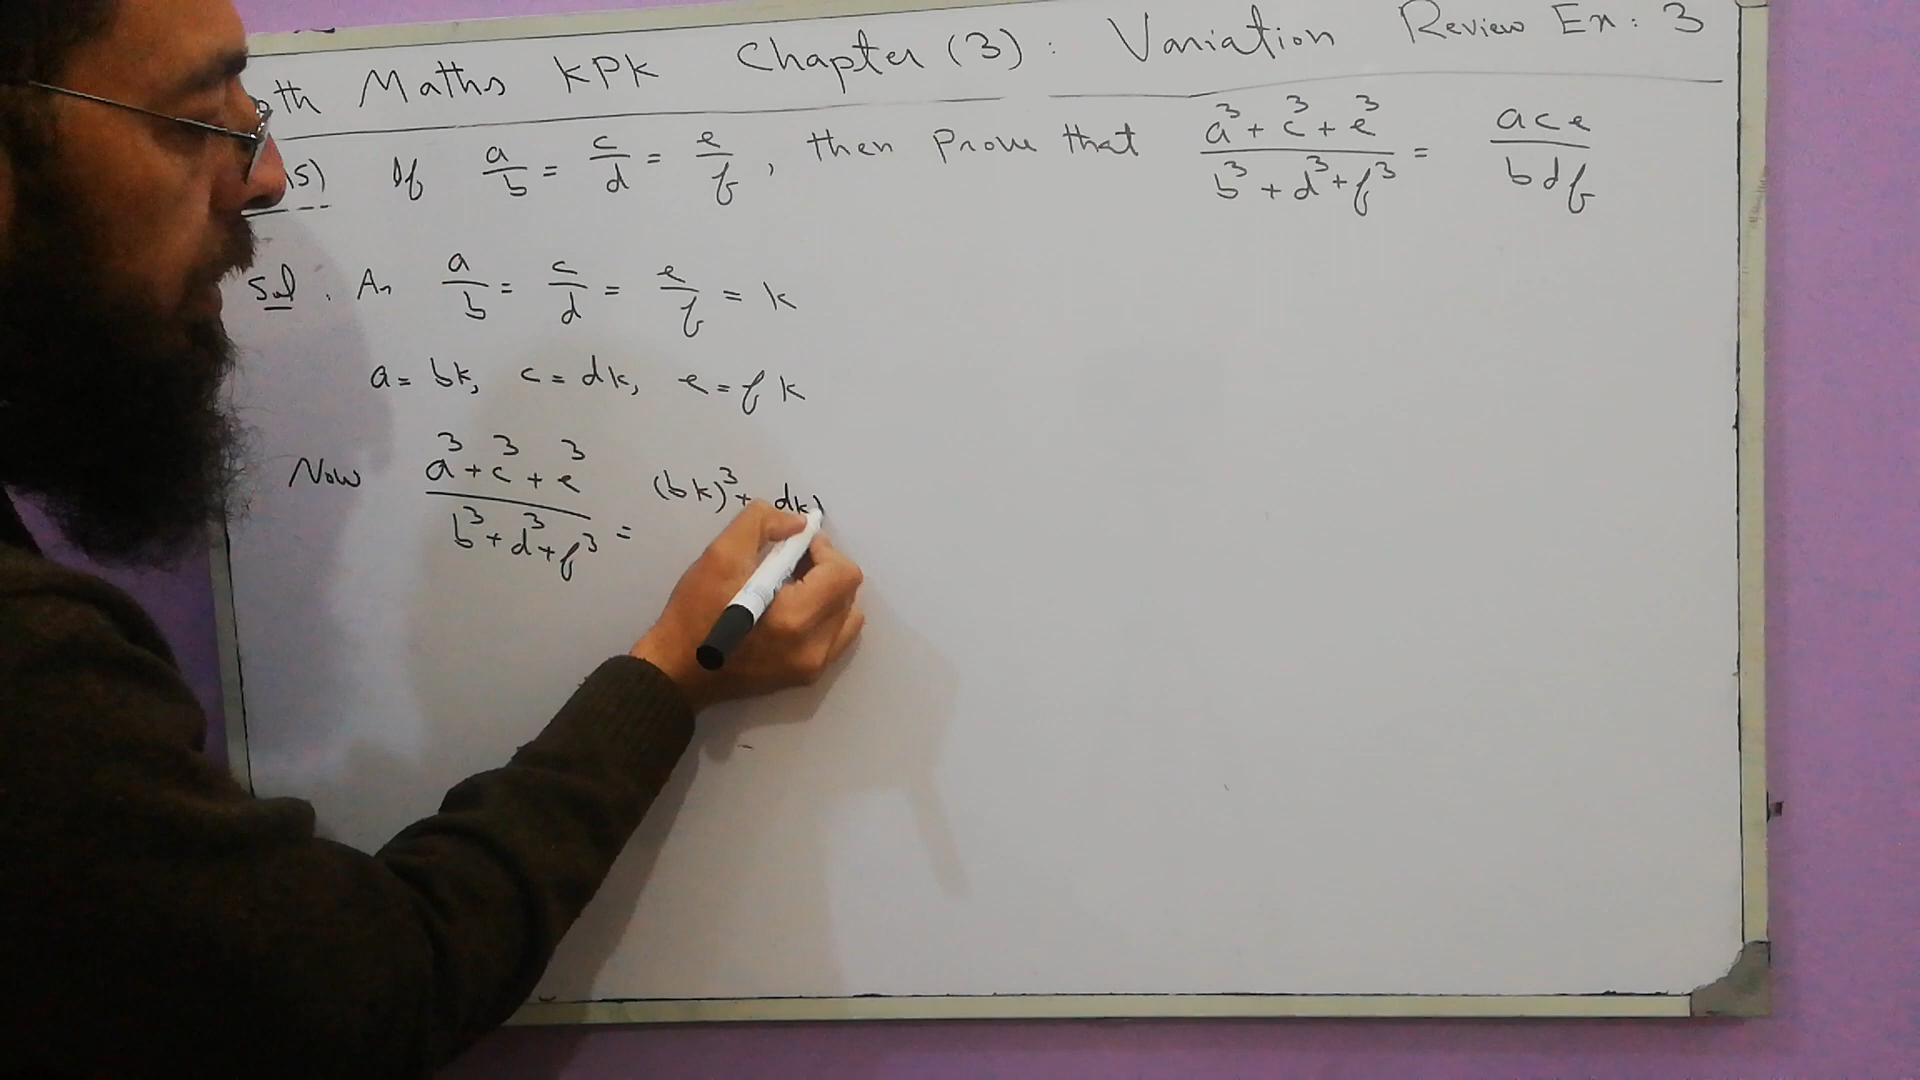 th Maths KPK Chapter (3): Variation Review Ex: 3
If a/b = c/d = e/f, then Prove that (a³ + c³ + e³)/(b³ + d³ + f³) = ace/bdf
Sol. As a/b = c/d = e/f = k
a = bk, c = dk, e = fk
Now (a³ + c³ + e³)/(b³ + d³ + f³) = (bk)³ + dk)